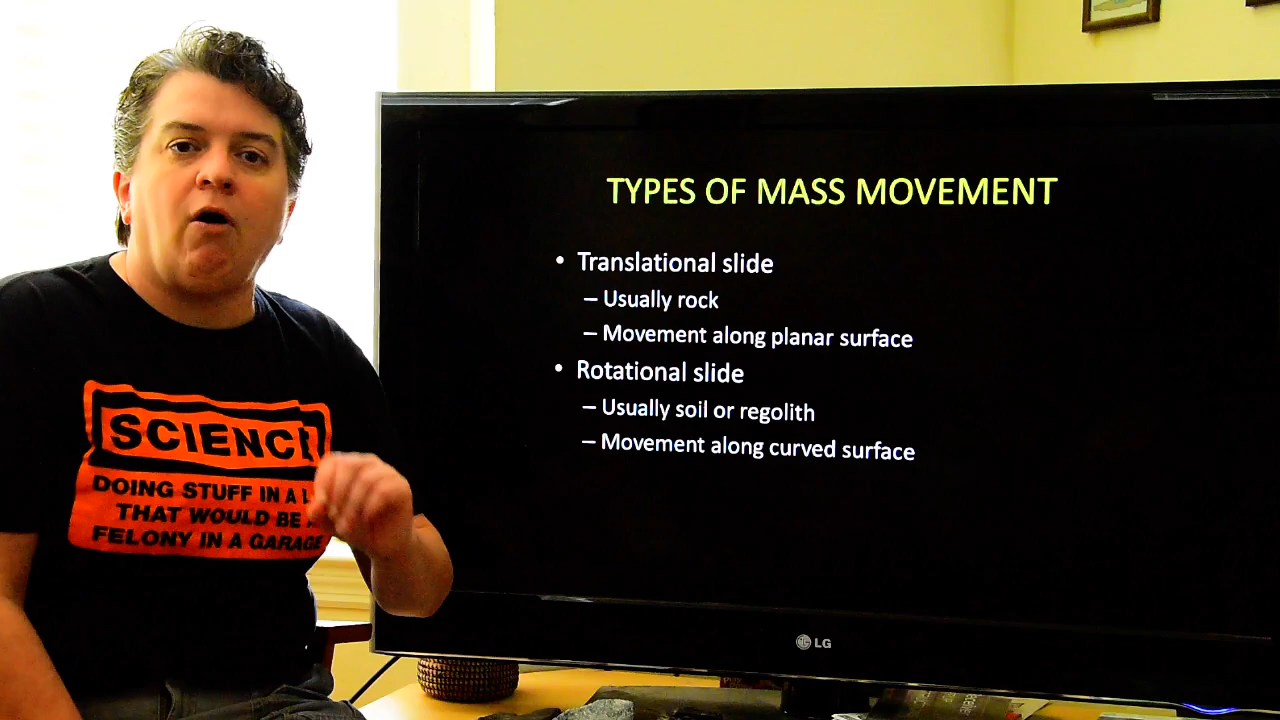 TYPES OF MASS MOVEMENT
• Translational slide
– Usually rock
– Movement along planar surface
• Rotational slide
– Usually soil or regolith
– Movement along curved surface
SCIENCE
DOING STUFF IN A
THAT WOULD BE
FELONY IN A GARAGE
LG